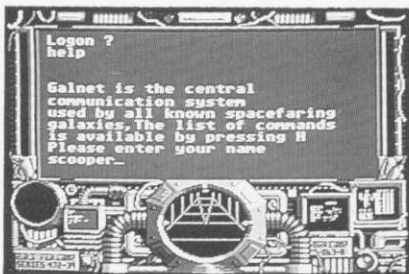 Logon ?
help
Galnet is the central
communication system
used by all known spacefaring
galaxies,The list of commands
is available by pressing H
Please enter your name
scooper_